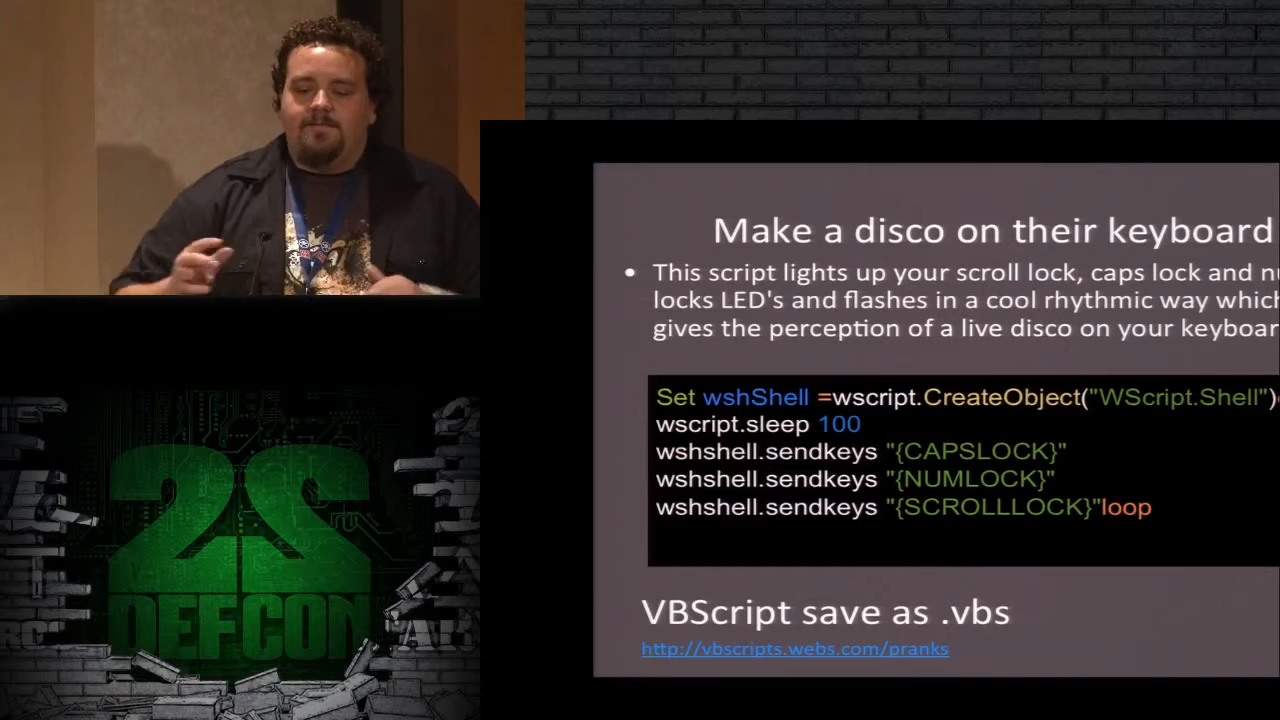 Make a disco on their keyboard
• This script lights up your scroll lock, caps lock and nu
locks LED's and flashes in a cool rhythmic way which
gives the perception of a live disco on your keyboar
Set wshShell =wscript.CreateObject("WScript.Shell")
wscript.sleep 100
wshshell.sendkeys "{CAPSLOCK}"
wshshell.sendkeys "{NUMLOCK}"
wshshell.sendkeys "{SCROLLLOCK}"loop
VBScript save as .vbs
http://vbscripts.webs.com/pranks
22
DEFCON